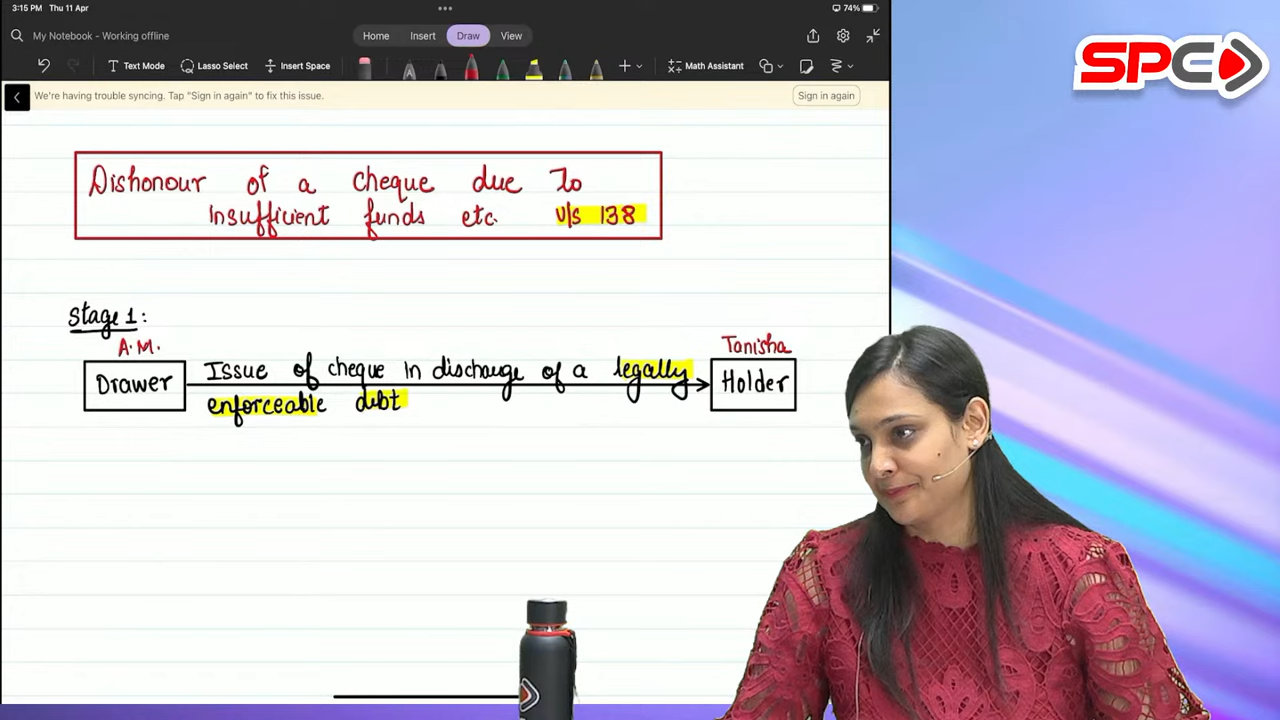 3:15 PM Thu 11 Apr
74%
My Notebook - Working offline
Home Insert Draw View
Text Mode Lasso Select Insert Space Math Assistant
We're having trouble syncing. Tap "Sign in again" to fix this issue.
Sign in again
SPC
Dishonour of a cheque due To
insufficient funds etc. u/s 138
Stage 1:
A.M.
Tanisha
Drawer
Issue of cheque in discharge of a legally
enforceable debt
Holder